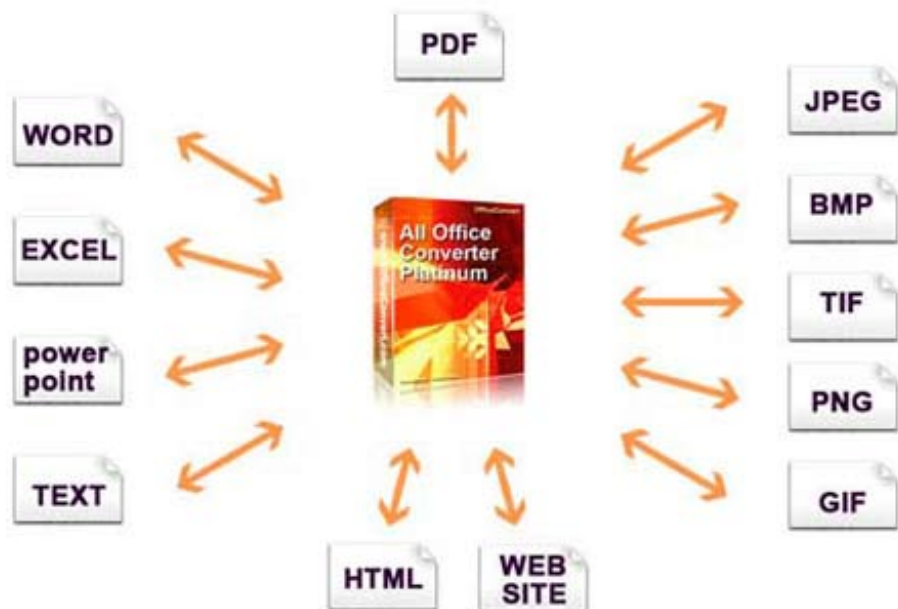 PDF
WORD
EXCEL
power
point
TEXT
All Office
Converter
Platinum
JPEG
BMP
TIF
PNG
GIF
HTML
WEB
SITE